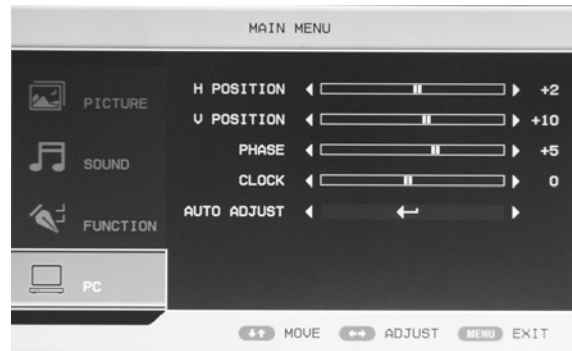 MAIN MENU
H POSITION +2
PICTURE
V POSITION +10
PHASE +5
SOUND
CLOCK 0
AUTO ADJUST
FUNCTION
PC
MOVE ADJUST MENU EXIT